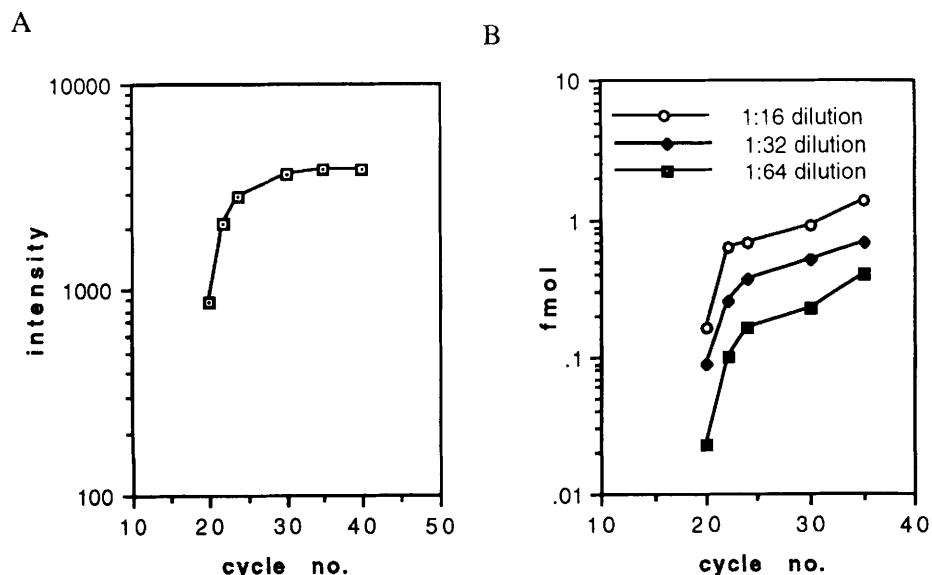 A
10000
1000
100
intensity
10 20 30 40 50
cycle no.
B
10
1
.1
.01
fmol
1:16 dilution
1:32 dilution
1:64 dilution
10 20 30 40
cycle no.